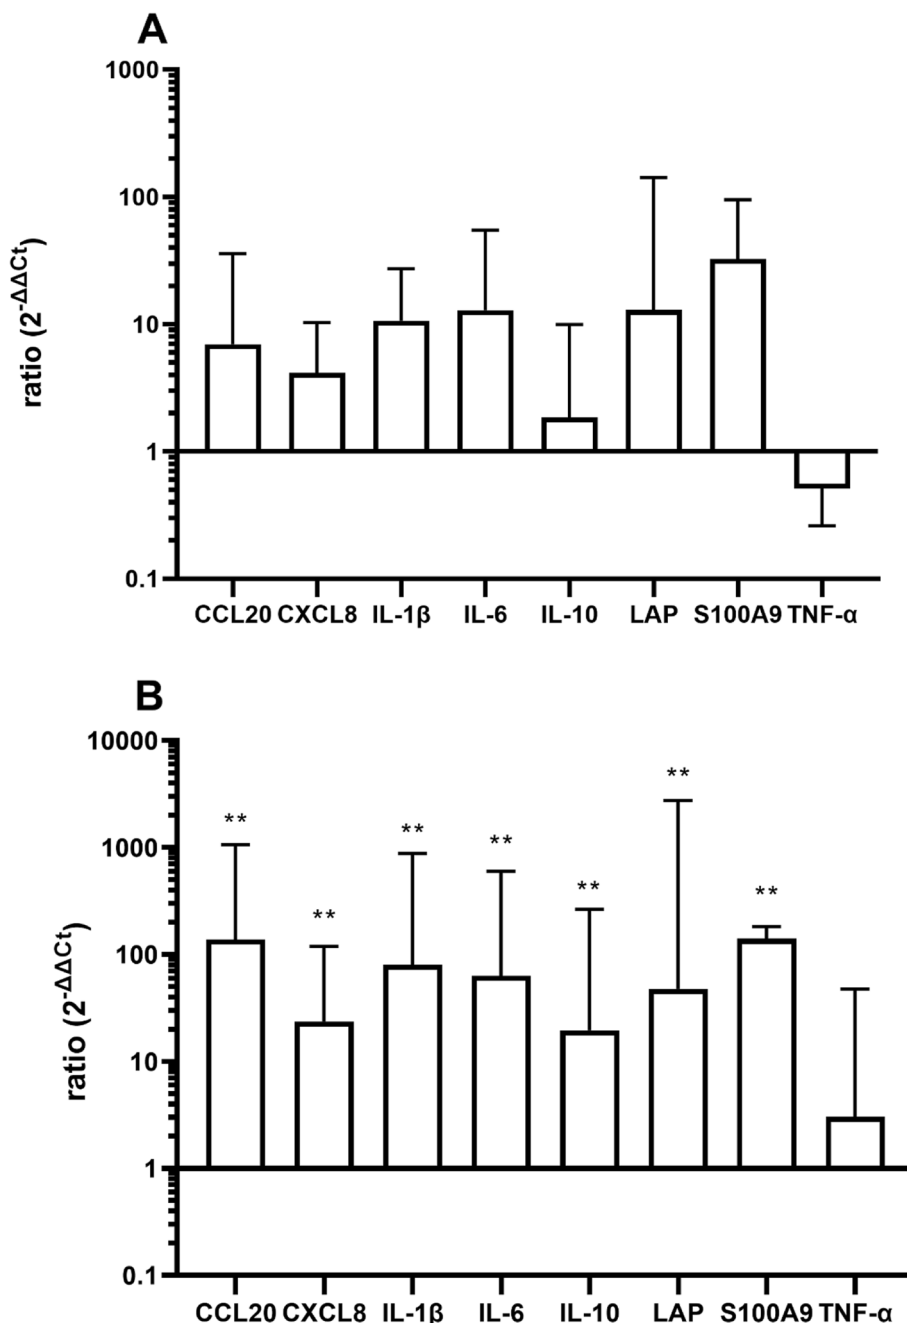 A
1000
100
10
1
0.1
ratio (2^-ΔΔCt)
CCL20 CXCL8 IL-1β IL-6 IL-10 LAP S100A9 TNF-α
B
10000
1000
100
10
1
0.1
ratio (2^-ΔΔCt)
** ** ** ** ** ** **
CCL20 CXCL8 IL-1β IL-6 IL-10 LAP S100A9 TNF-α